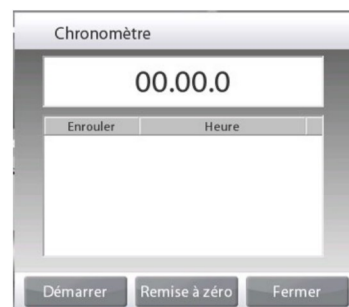 Chronomètre
00.00.0
Enrouler Heure
Démarrer Remise à zéro Fermer